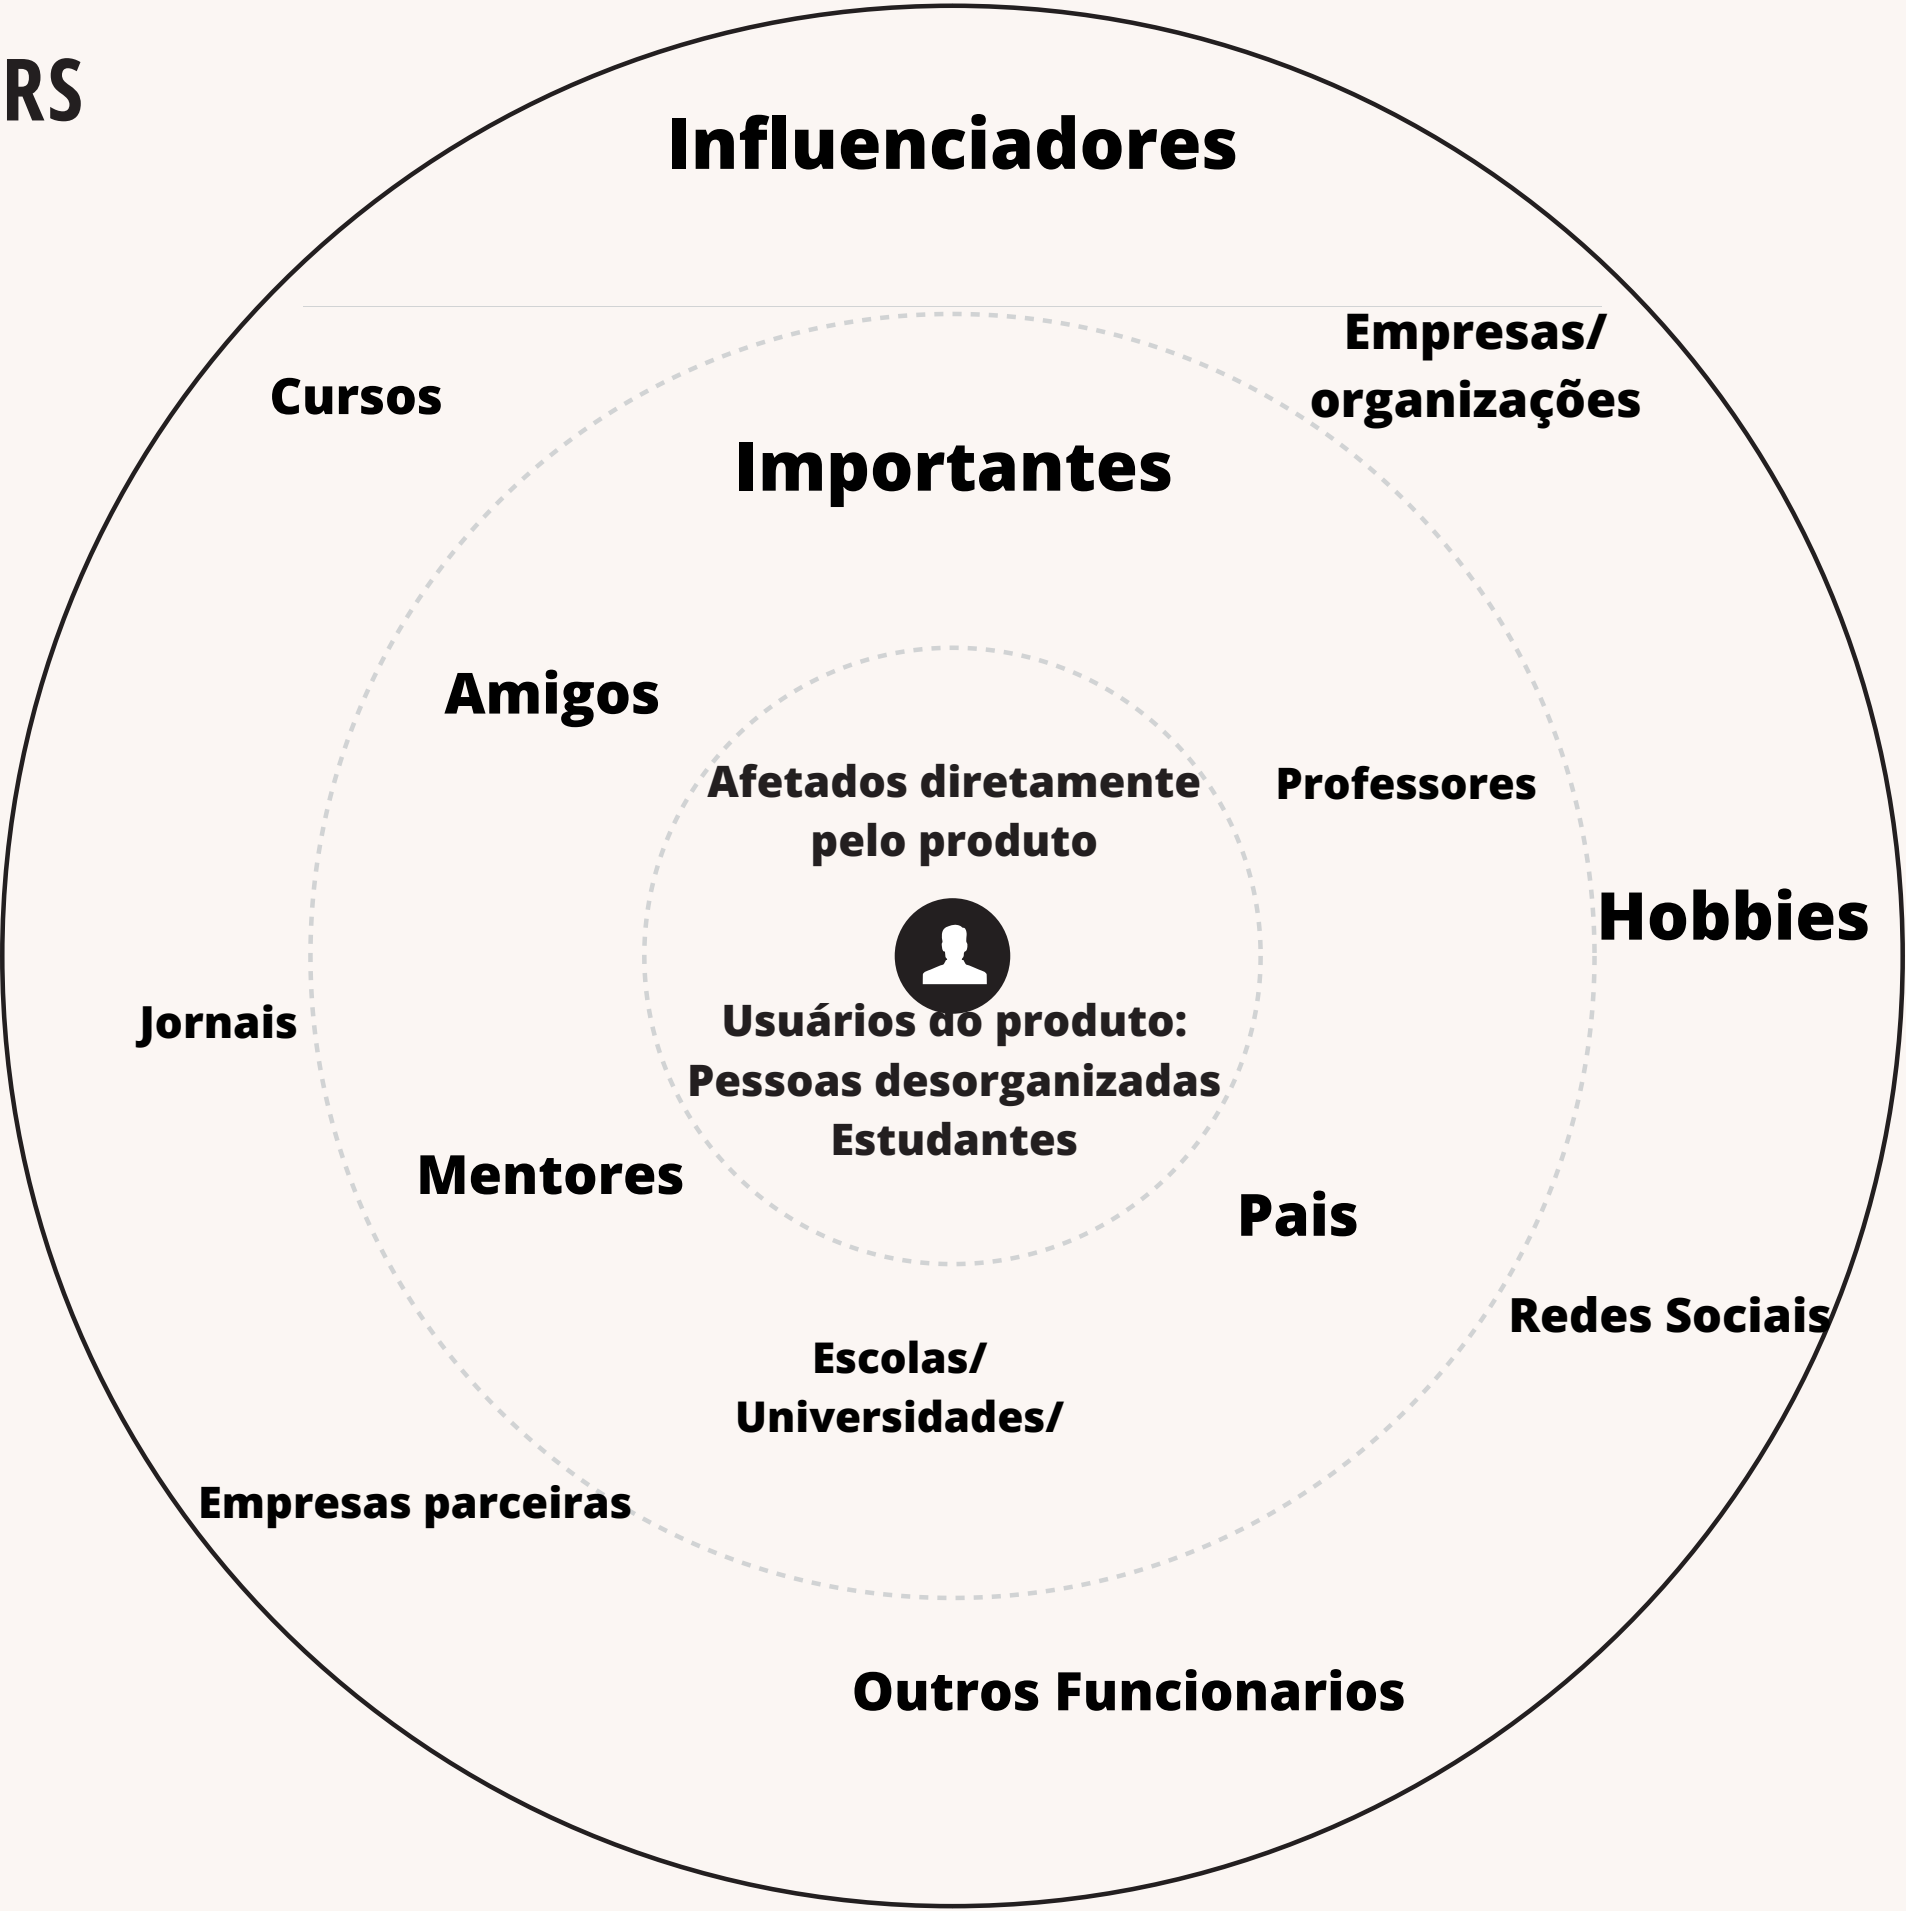 RS
Influenciadores
Empresas/
organizações
Cursos
Importantes
Amigos
Afetados diretamente
pelo produto
Professores
Hobbies
Jornais
Usuários do produto:
Pessoas desorganizadas
Estudantes
Mentores
Pais
Redes Sociais
Escolas/
Universidades/
Empresas parceiras
Outros Funcionarios